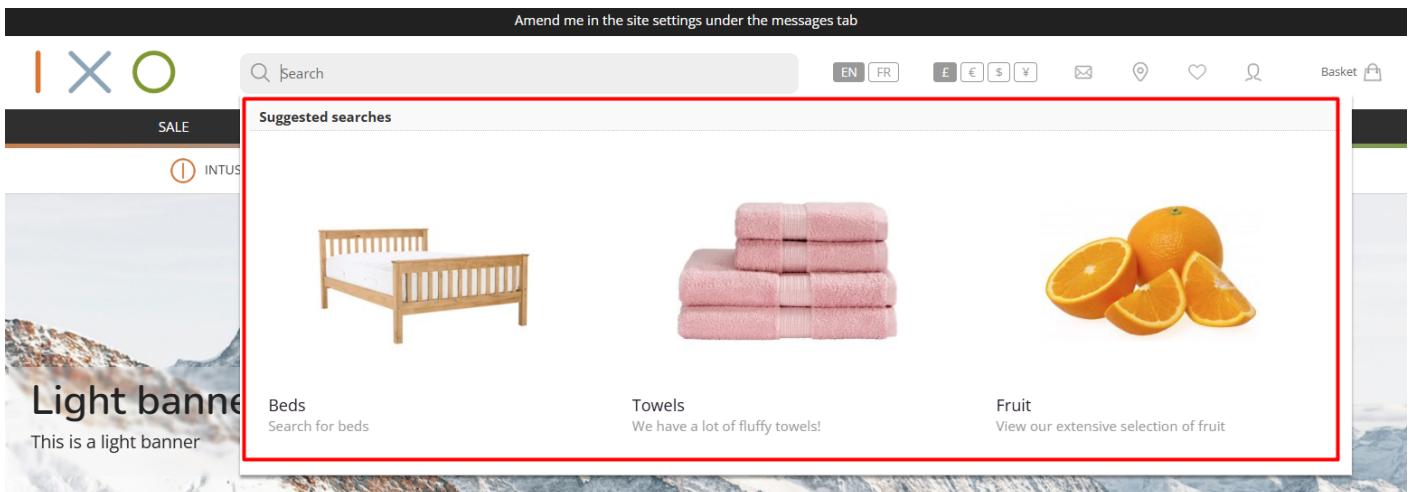 Amend me in the site settings under the messages tab
IXO
Search
EN FR
£ € $ ¥
Basket
SALE
Suggested searches
INTUS
Beds
Search for beds
Towels
We have a lot of fluffy towels!
Fruit
View our extensive selection of fruit
Light banne
This is a light banner